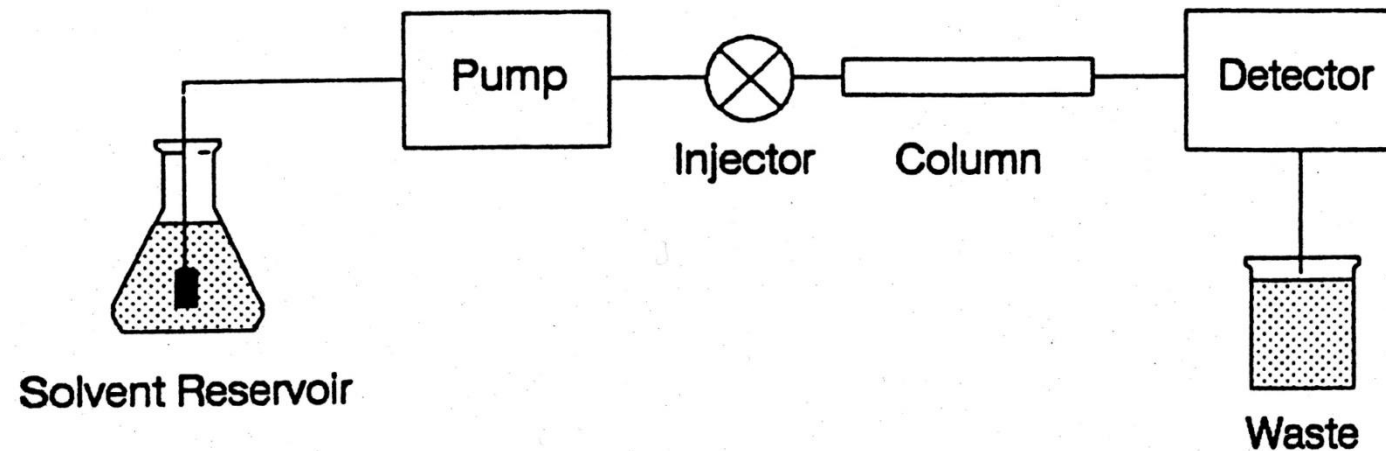 Pump
Detector
Injector
Column
Solvent Reservoir
Waste